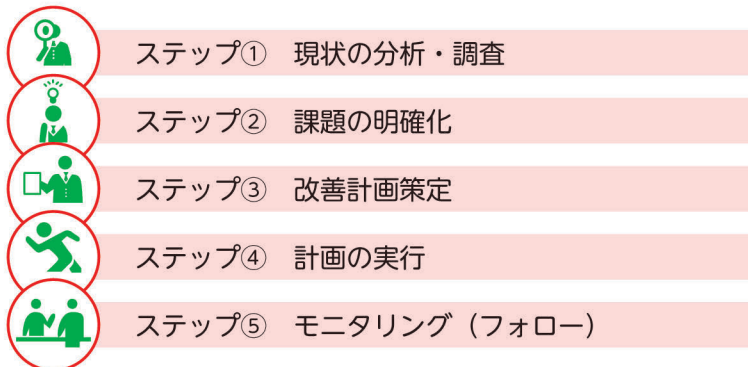 ステップ① 現状の分析・調査
ステップ② 課題の明確化
ステップ③ 改善計画策定
ステップ④ 計画の実行
ステップ⑤ モニタリング（フォロー）